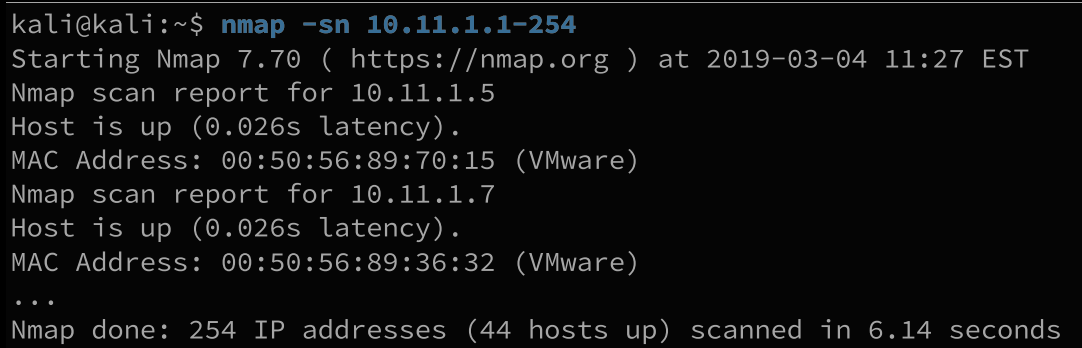 kali@kali:~$ nmap -sn 10.11.1.1-254
Starting Nmap 7.70 ( https://nmap.org ) at 2019-03-04 11:27 EST
Nmap scan report for 10.11.1.5
Host is up (0.026s latency).
MAC Address: 00:50:56:89:70:15 (VMware)
Nmap scan report for 10.11.1.7
Host is up (0.026s latency).
MAC Address: 00:50:56:89:36:32 (VMware)
...
Nmap done: 254 IP addresses (44 hosts up) scanned in 6.14 seconds